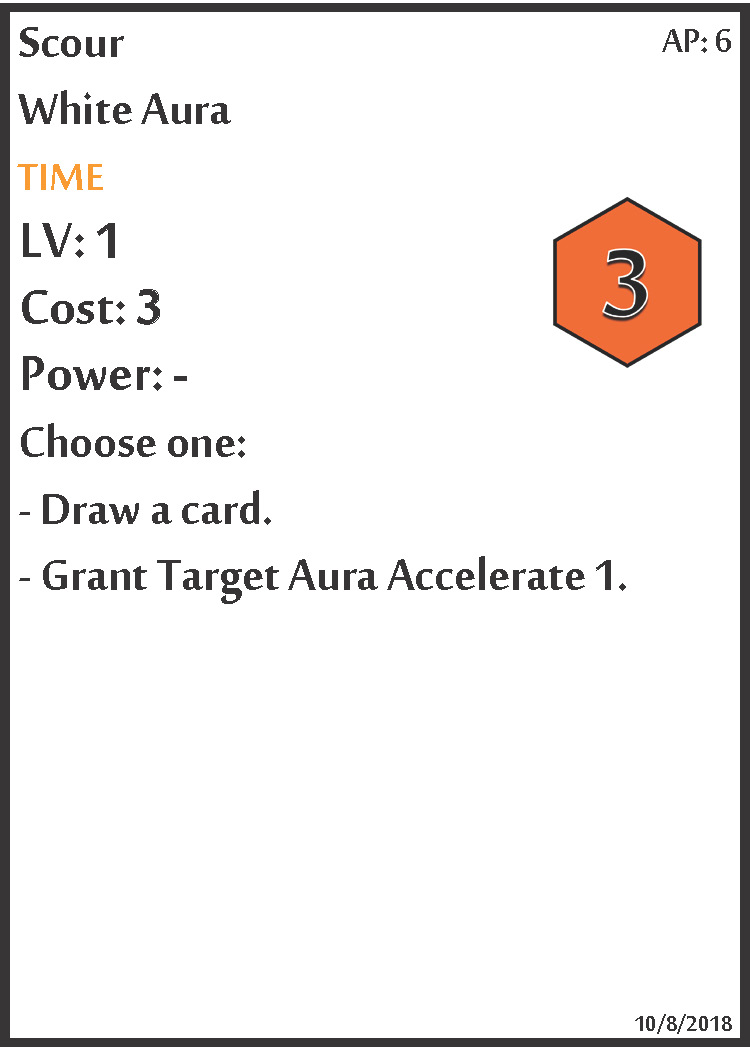 Scour
AP: 6
White Aura
TIME
LV: 1
Cost: 3
3
Power: -
Choose one:
- Draw a card.
- Grant Target Aura Accelerate 1.
10/8/2018